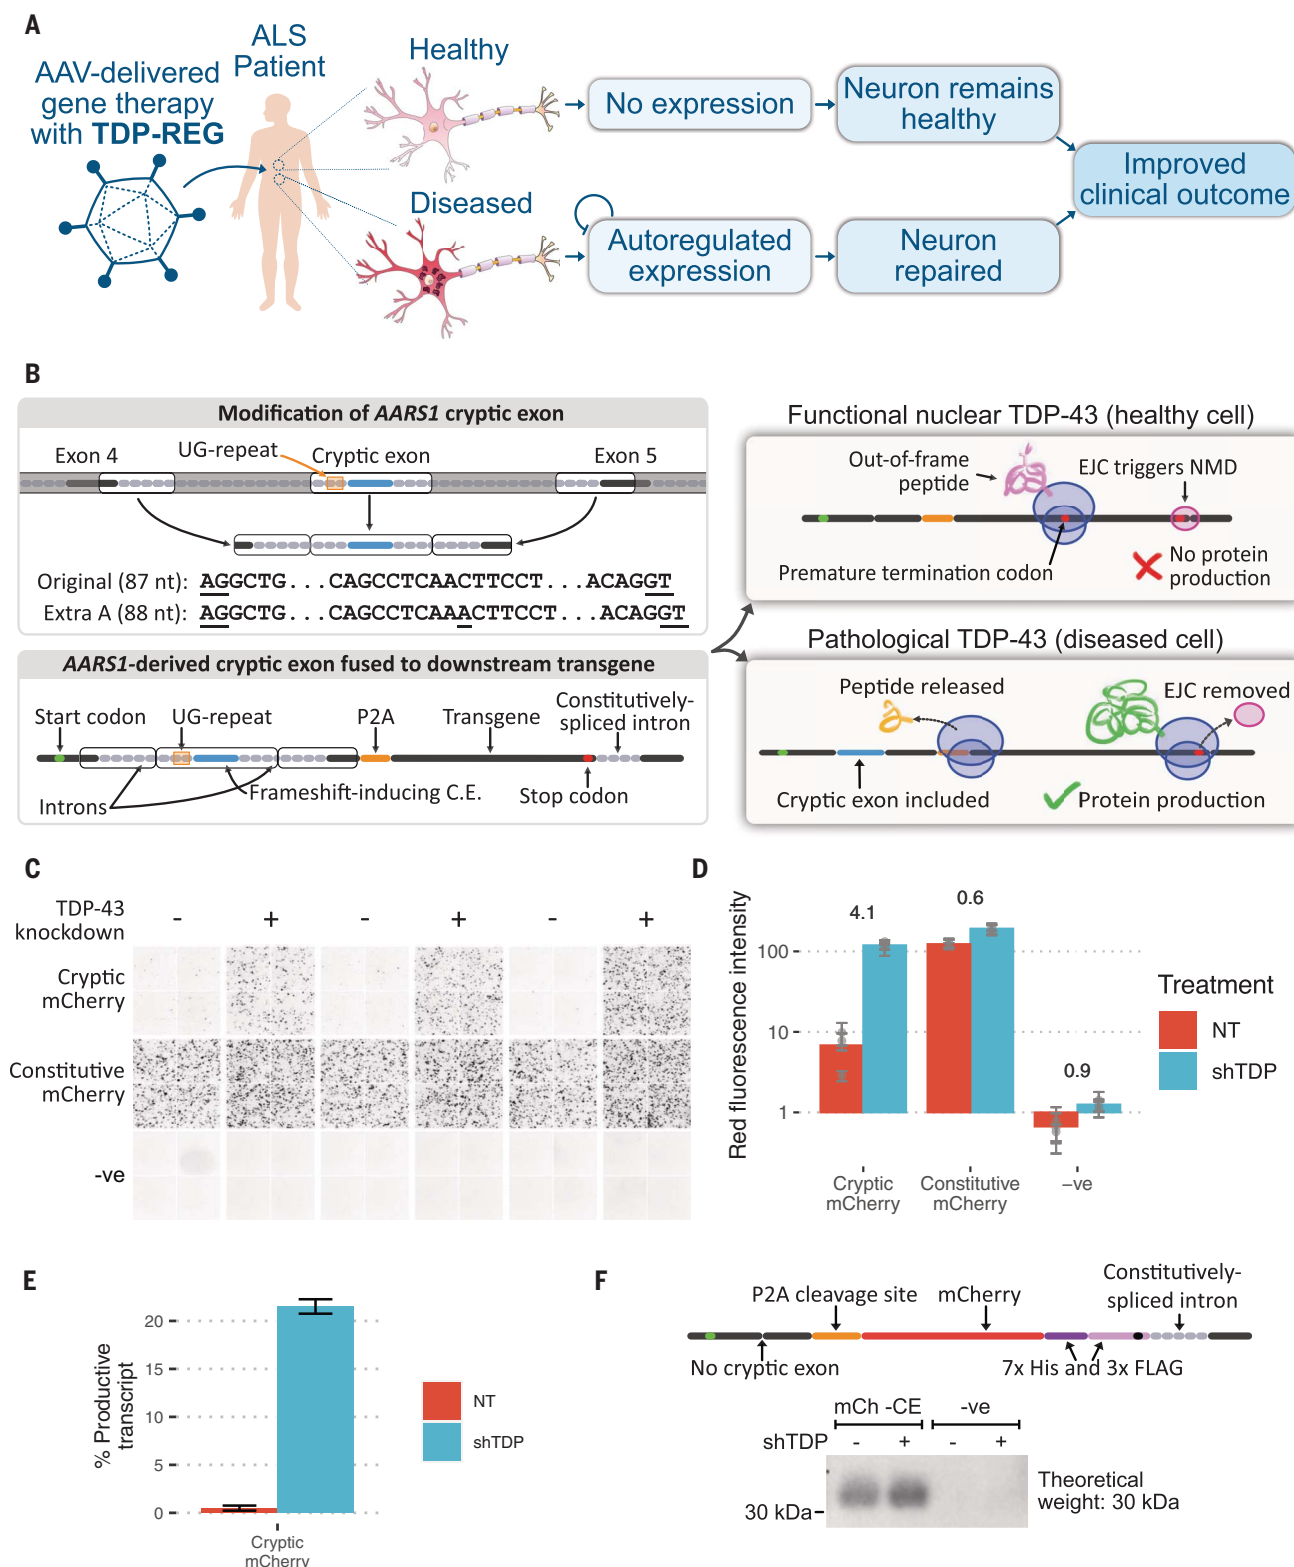 A
AAV-delivered
gene therapy
with TDP-REG
ALS
Patient
Healthy
No expression
Neuron remains
healthy
Diseased
Autoregulated
expression
Neuron
repaired
Improved
clinical outcome
B
Modification of AARS1 cryptic exon
Exon 4
UG-repeat
Cryptic exon
Exon 5
Original (87 nt): AGGCTG...CAGCCTCAACTTCCT...ACAGGT
Extra A (88 nt): AGGCTG...CAGCCTCAAACTTCCT...ACAGGT
AARS1-derived cryptic exon fused to downstream transgene
Start codon
UG-repeat
P2A
Transgene
Constitutively-
spliced intron
Introns
Frameshift-inducing C.E.
Stop codon
Functional nuclear TDP-43 (healthy cell)
Out-of-frame
peptide
EJC triggers NMD
Premature termination codon
No protein
production
Pathological TDP-43 (diseased cell)
Peptide released
EJC removed
Cryptic exon included
Protein production
C
TDP-43
knockdown
- + - + - +
Cryptic
mCherry
Constitutive
mCherry
-ve
D
Red fluorescence intensity
100
10
1
4.1
0.6
0.9
Cryptic
mCherry
Constitutive
mCherry
−ve
Treatment
NT
shTDP
E
% Productive
transcript
20
15
10
5
0
Cryptic
mCherry
NT
shTDP
F
P2A cleavage site
mCherry
Constitutively-
spliced intron
No cryptic exon
7x His and 3x FLAG
mCh -CE
-ve
shTDP - + - +
30 kDa
Theoretical
weight: 30 kDa